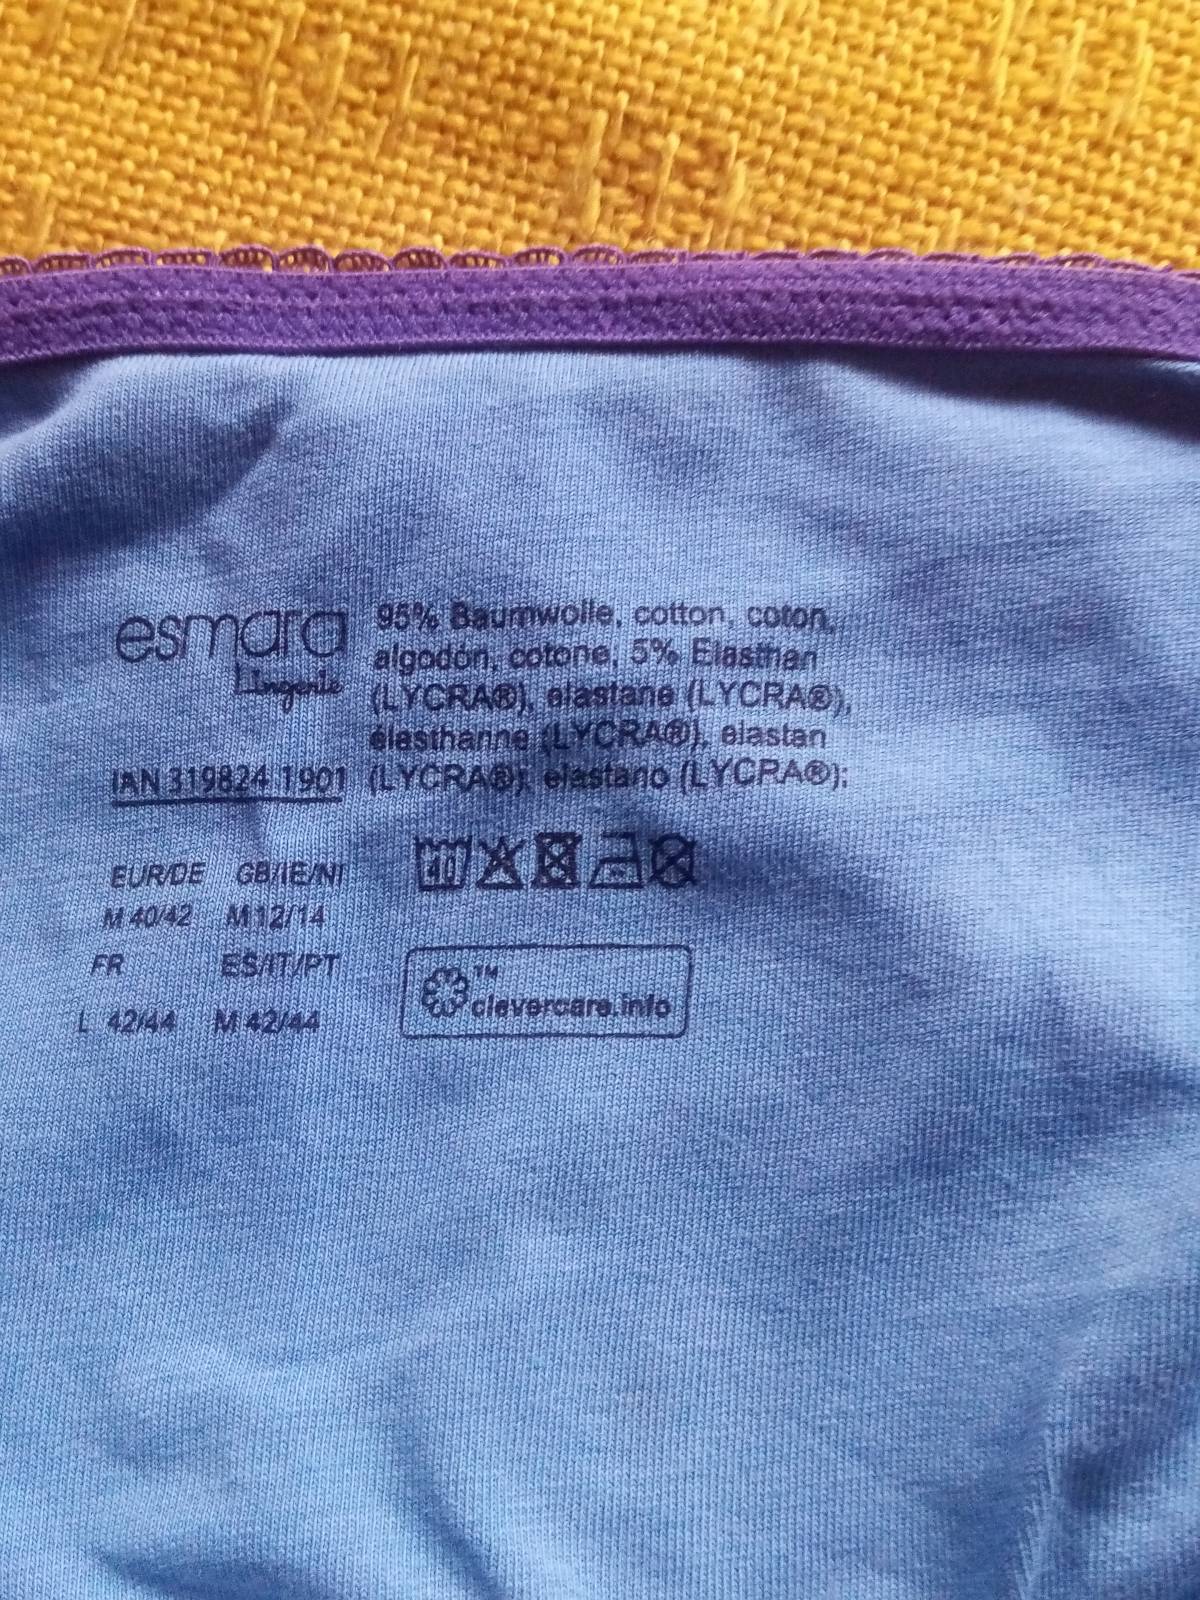 esmara
Lingerie
IAN 319824 1901
95% Baumwolle, cotton, coton,
algodón, cotone, 5% Elasthan
(LYCRA®), elastane (LYCRA®),
élasthanne (LYCRA®), elastan
(LYCRA®); elastano (LYCRA®);
EUR/DE GB/IE/NI
M 40/42 M 12/14
FR ES/IT/PT
L 42/44 M 42/44
40
™
clevercare.info